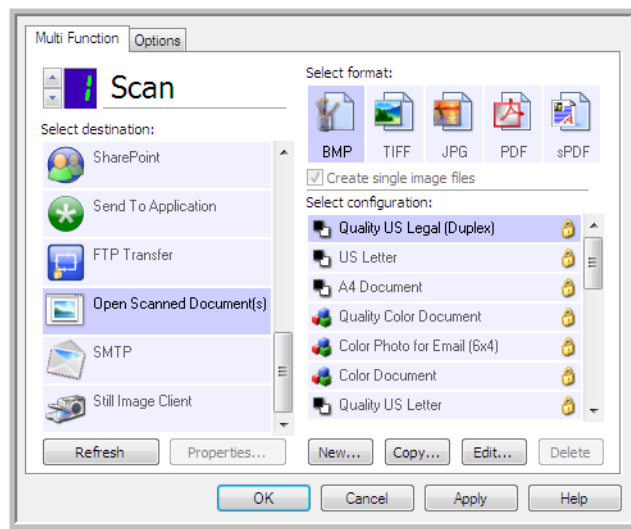 Multi Function
Options
1
Scan
Select destination:
SharePoint
Send To Application
FTP Transfer
Open Scanned Document(s)
SMTP
Still Image Client
Refresh
Properties...
Select format:
BMP TIFF JPG PDF sPDF
Create single image files
Select configuration:
Quality US Legal (Duplex)
US Letter
A4 Document
Quality Color Document
Color Photo for Email (6x4)
Color Document
Quality US Letter
New... Copy... Edit... Delete
OK Cancel Apply Help